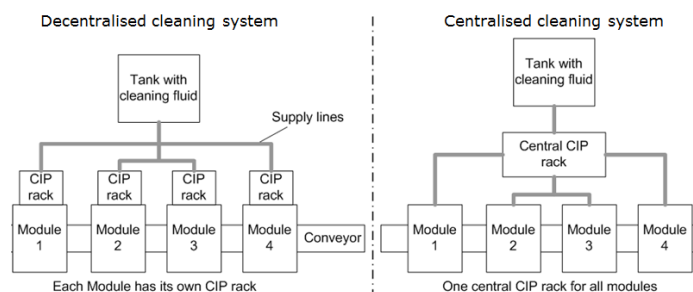 Decentralised cleaning system
Tank with
cleaning fluid
Supply lines
CIP
rack
CIP
rack
CIP
rack
CIP
rack
Module
1
Module
2
Module
3
Module
4
Conveyor
Each Module has its own CIP rack
Centralised cleaning system
Tank with
cleaning fluid
Central CIP
rack
Module
1
Module
2
Module
3
Module
4
One central CIP rack for all modules